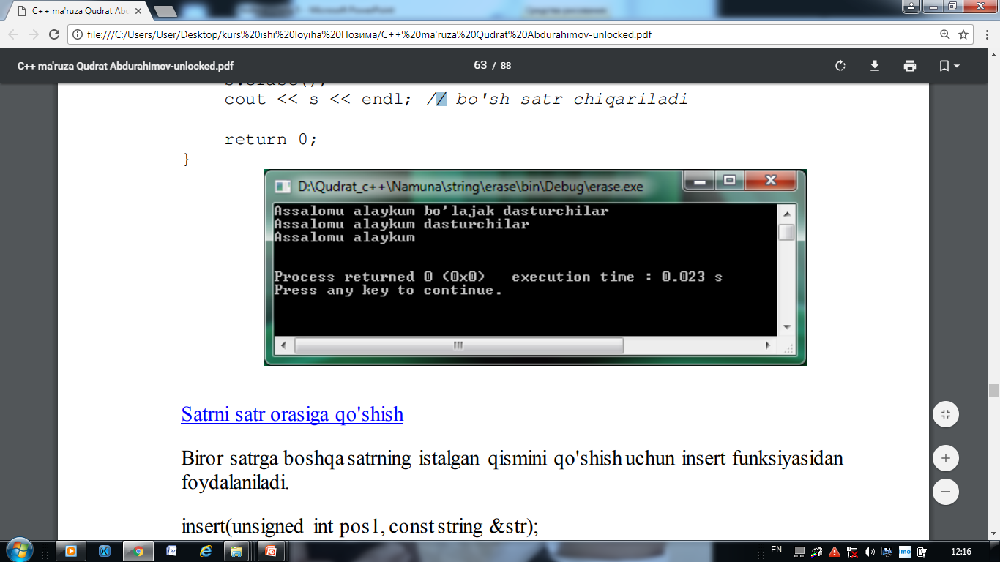 C++ ma'ruza Qudrat Abd
file:///C:/Users/User/Desktop/kurs%20ishi%20loyiha%20Нозима/C++%20ma'ruza%20Qudrat%20Abdurahimov-unlocked.pdf
C++ ma'ruza Qudrat Abdurahimov-unlocked.pdf
63 / 88
cout << s << endl; // bo'sh satr chiqariladi
return 0;
}
D:\Qudrat_c++\Namuna\string\erase\bin\Debug\erase.exe
Assalomu alaykum bo'lajak dasturchilar
Assalomu alaykum dasturchilar
Assalomu alaykum
Process returned 0 (0x0)   execution time : 0.023 s
Press any key to continue.
Satrni satr orasiga qo'shish
Biror satrga boshqa satrning istalgan qismini qo'shish uchun insert funksiyasidan
foydalaniladi.
insert(unsigned int pos1, const string &str);
EN
imo
12:16